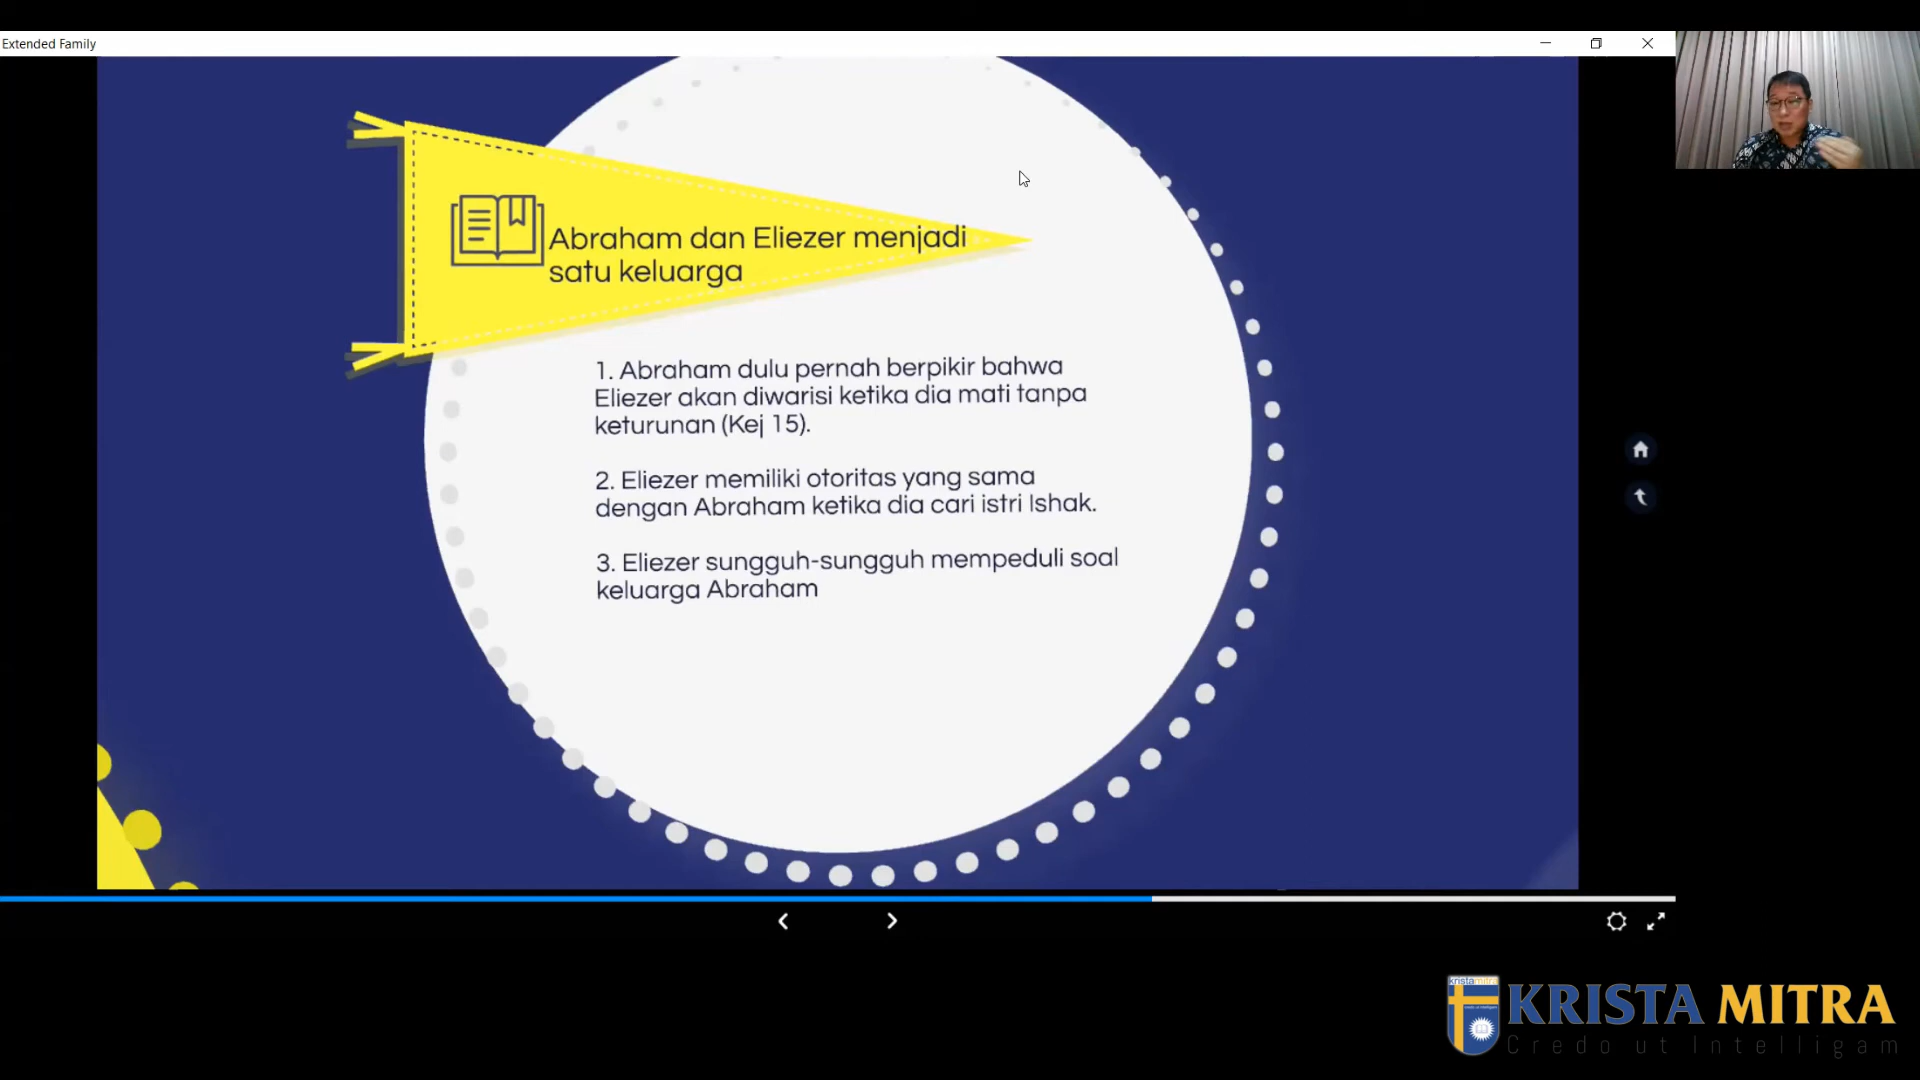 Extended Family
Abraham dan Eliezer menjadi
satu keluarga
1. Abraham dulu pernah berpikir bahwa
Eliezer akan diwarisi ketika dia mati tanpa
keturunan (Kej 15).
2. Eliezer memiliki otoritas yang sama
dengan Abraham ketika dia cari istri Ishak.
3. Eliezer sungguh-sungguh mempeduli soal
keluarga Abraham
kristamitra
KRISTA MITRA
Credo ut Intelligam